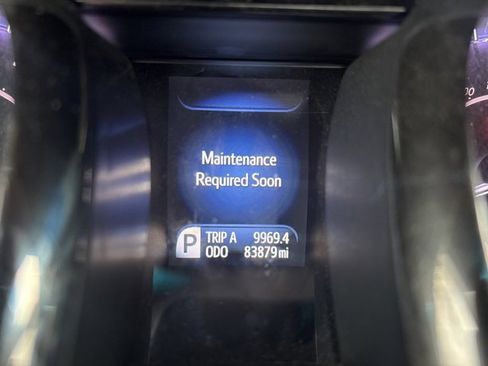 Maintenance
Required Soon
P
TRIP A 9969.4
ODO 83879 mi